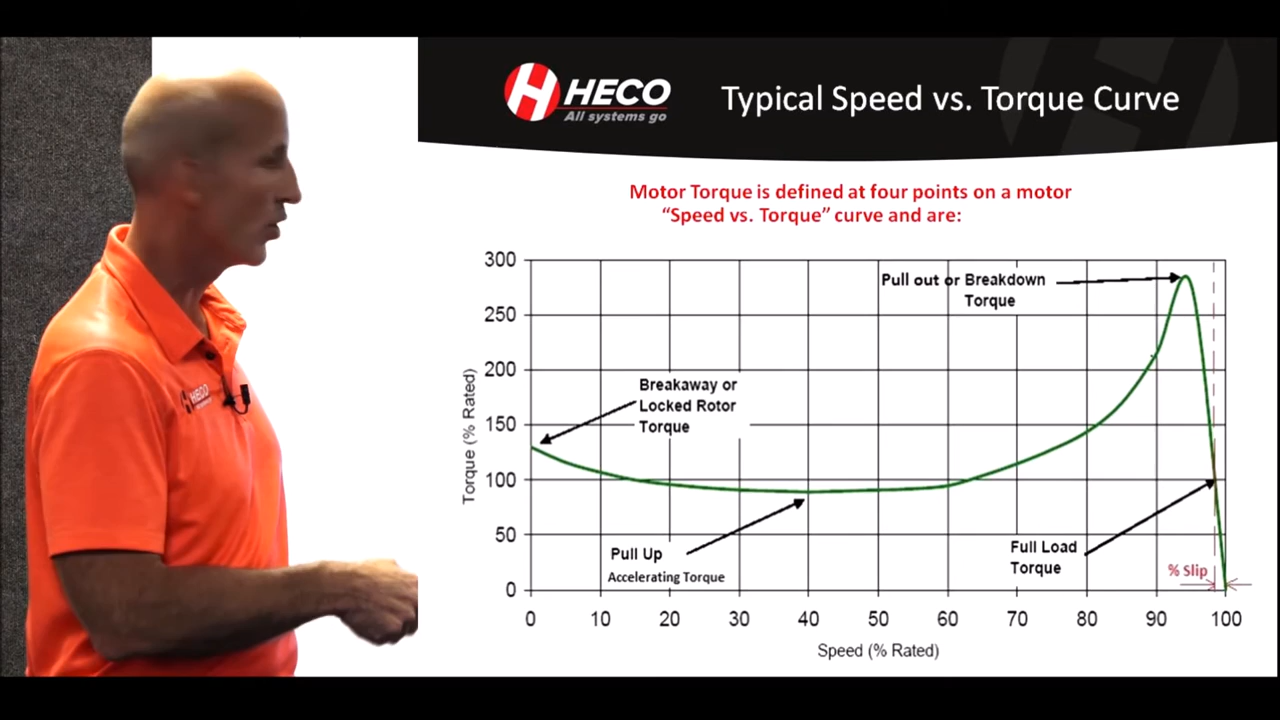 HECO
All systems go
Typical Speed vs. Torque Curve
Motor Torque is defined at four points on a motor
“Speed vs. Torque” curve and are:
300
250
200
150
100
50
0
Torque (% Rated)
Pull out or Breakdown
Torque
Breakaway or
Locked Rotor
Torque
Pull Up
Accelerating Torque
Full Load
Torque
% Slip
0 10 20 30 40 50 60 70 80 90 100
Speed (% Rated)
HECO